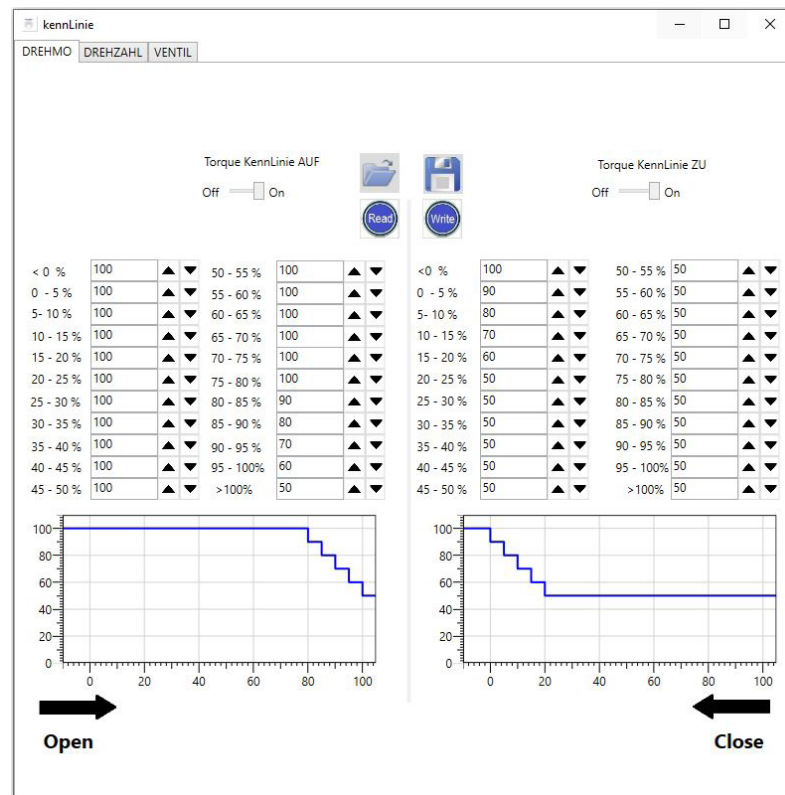 kennLinie
DREHMO DREHZAHL VENTIL
Torque KennLinie AUF
Off On
Torque KennLinie ZU
Off On
Read Write
< 0 % 100 50 - 55 % 100
0 - 5 % 100 55 - 60 % 100
5- 10 % 100 60 - 65 % 100
10 - 15 % 100 65 - 70 % 100
15 - 20 % 100 70 - 75 % 100
20 - 25 % 100 75 - 80 % 100
25 - 30 % 100 80 - 85 % 90
30 - 35 % 100 85 - 90 % 80
35 - 40 % 100 90 - 95 % 70
40 - 45 % 100 95 - 100% 60
45 - 50 % 100 >100% 50
<0 % 100 50 - 55 % 50
0 - 5 % 90 55 - 60 % 50
5- 10 % 80 60 - 65 % 50
10 - 15 % 70 65 - 70 % 50
15 - 20 % 60 70 - 75 % 50
20 - 25 % 50 75 - 80 % 50
25 - 30 % 50 80 - 85 % 50
30 - 35 % 50 85 - 90 % 50
35 - 40 % 50 90 - 95 % 50
40 - 45 % 50 95 - 100% 50
45 - 50 % 50 >100% 50
100
80
60
40
20
0
0 20 40 60 80 100
100
80
60
40
20
0
0 20 40 60 80 100
Open
Close